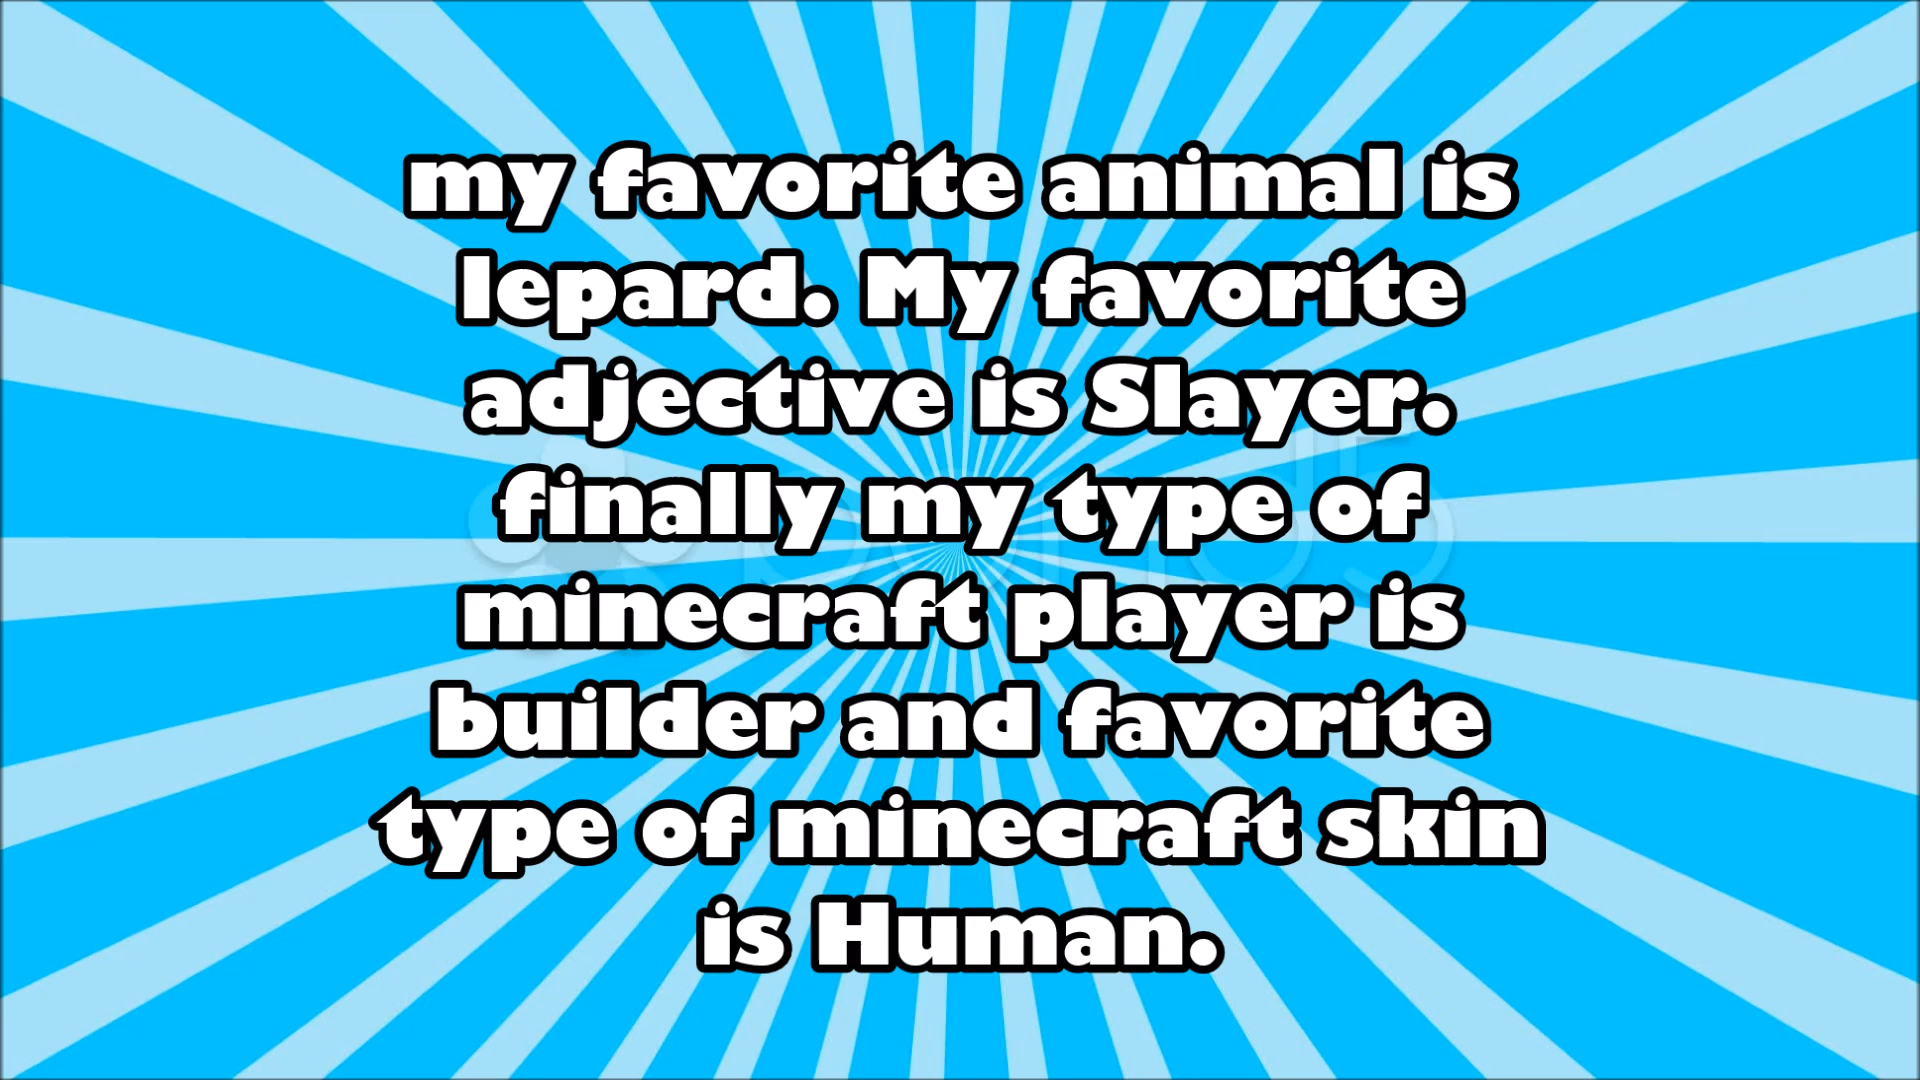 my favorite animal is
lepard. My favorite
adjective is Slayer.
finally my type of
minecraft player is
builder and favorite
type of minecraft skin
is Human.